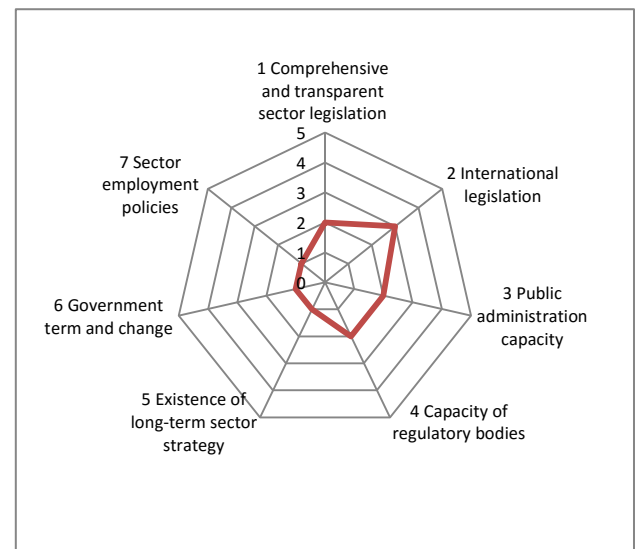 1 Comprehensive
and transparent
sector legislation
5
4
3
2
1
0
2 International
legislation
3 Public
administration
capacity
4 Capacity of
regulatory bodies
5 Existence of
long-term sector
strategy
6 Government
term and change
7 Sector
employment
policies